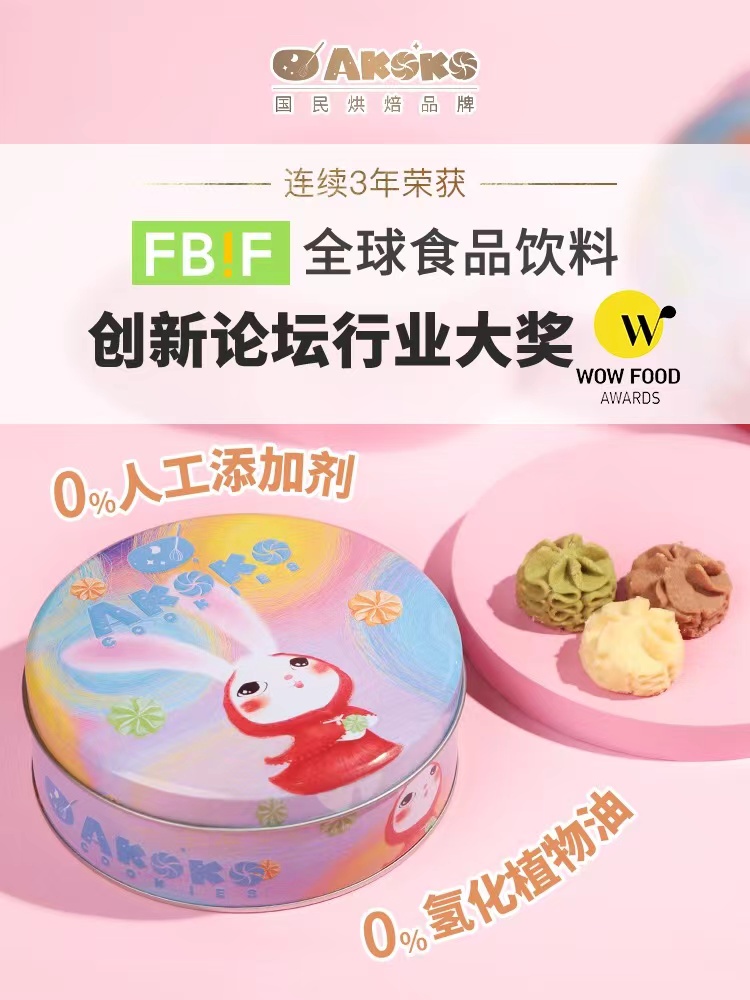 AKSKS
国民烘焙品牌
连续3年荣获
FB!F 全球食品饮料
创新论坛行业大奖
W
WOW FOOD
AWARDS
0%人工添加剂
AKSKS
COOKIES
AKSKS
COOKIES
0%氢化植物油